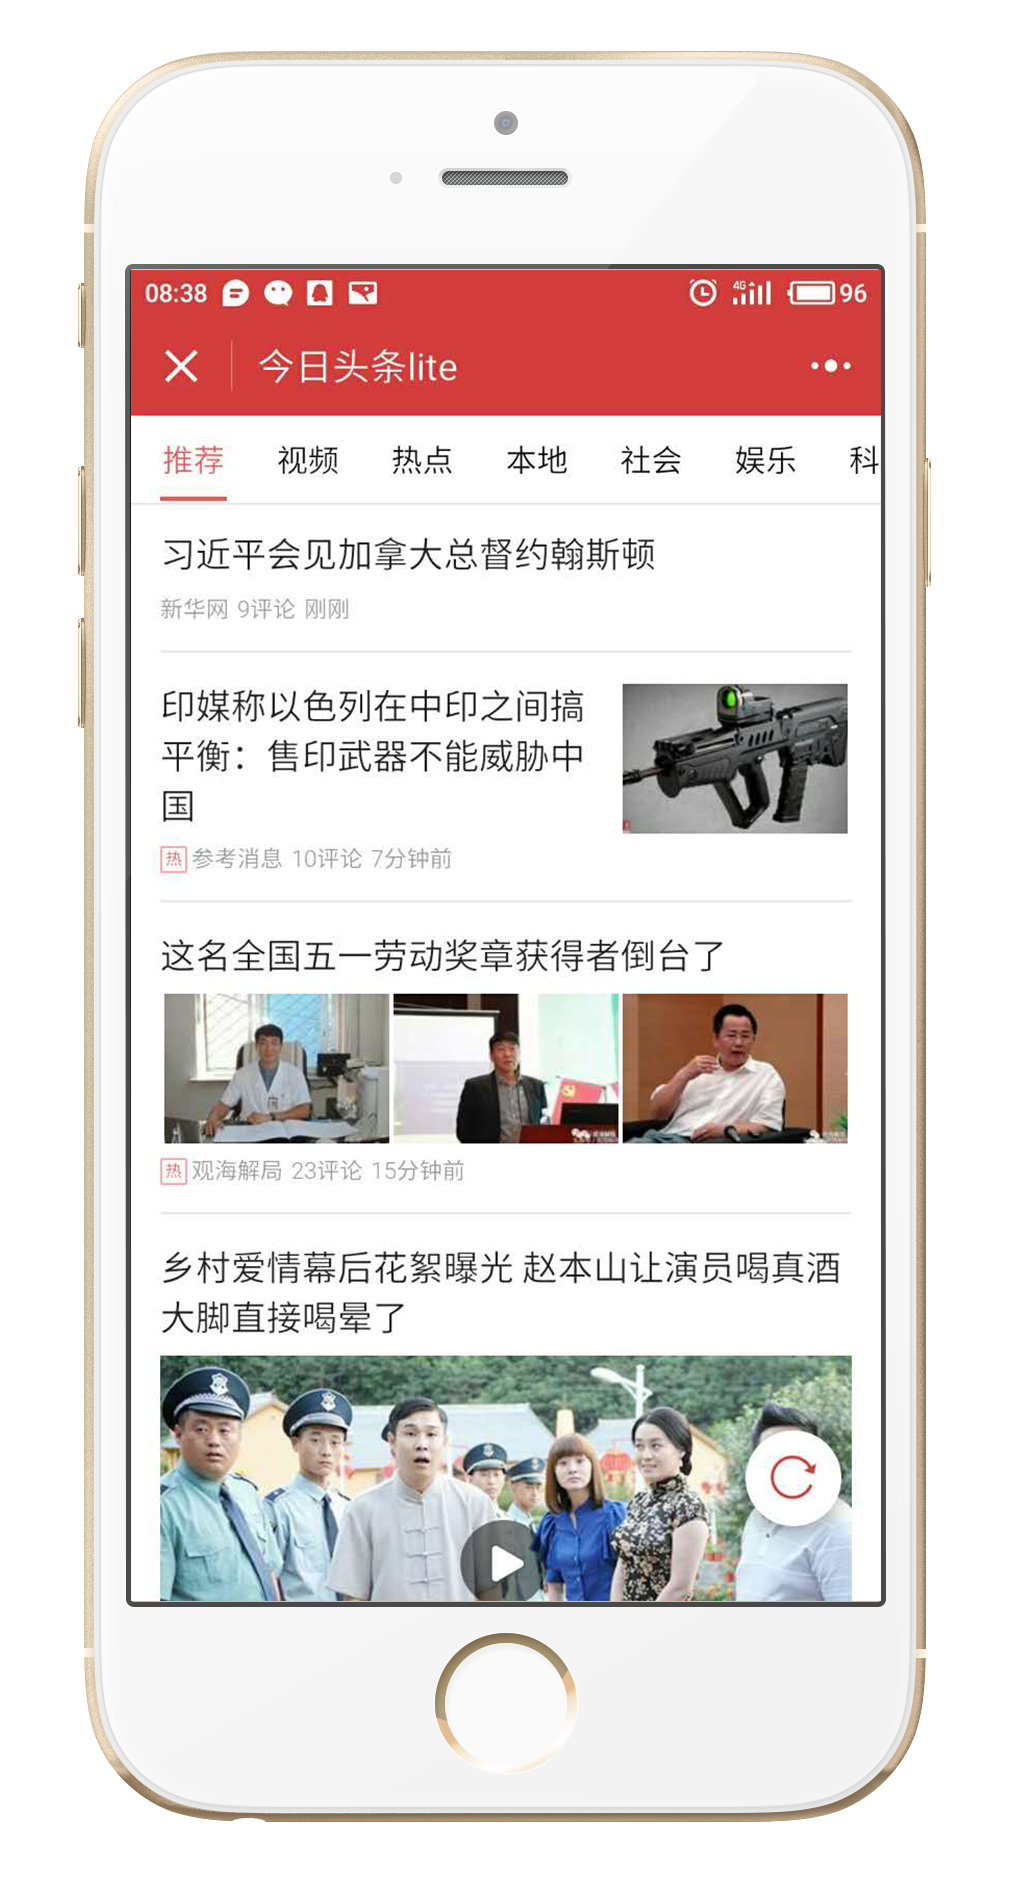 08:38 4G 96
今日头条lite
推荐 视频 热点 本地 社会 娱乐 科
习近平会见加拿大总督约翰斯顿
新华网 9评论 刚刚
印媒称以色列在中印之间搞
平衡：售印武器不能威胁中
国
热 参考消息 10评论 7分钟前
这名全国五一劳动奖章获得者倒台了
热 观海解局 23评论 15分钟前
乡村爱情幕后花絮曝光 赵本山让演员喝真酒
大脚直接喝晕了